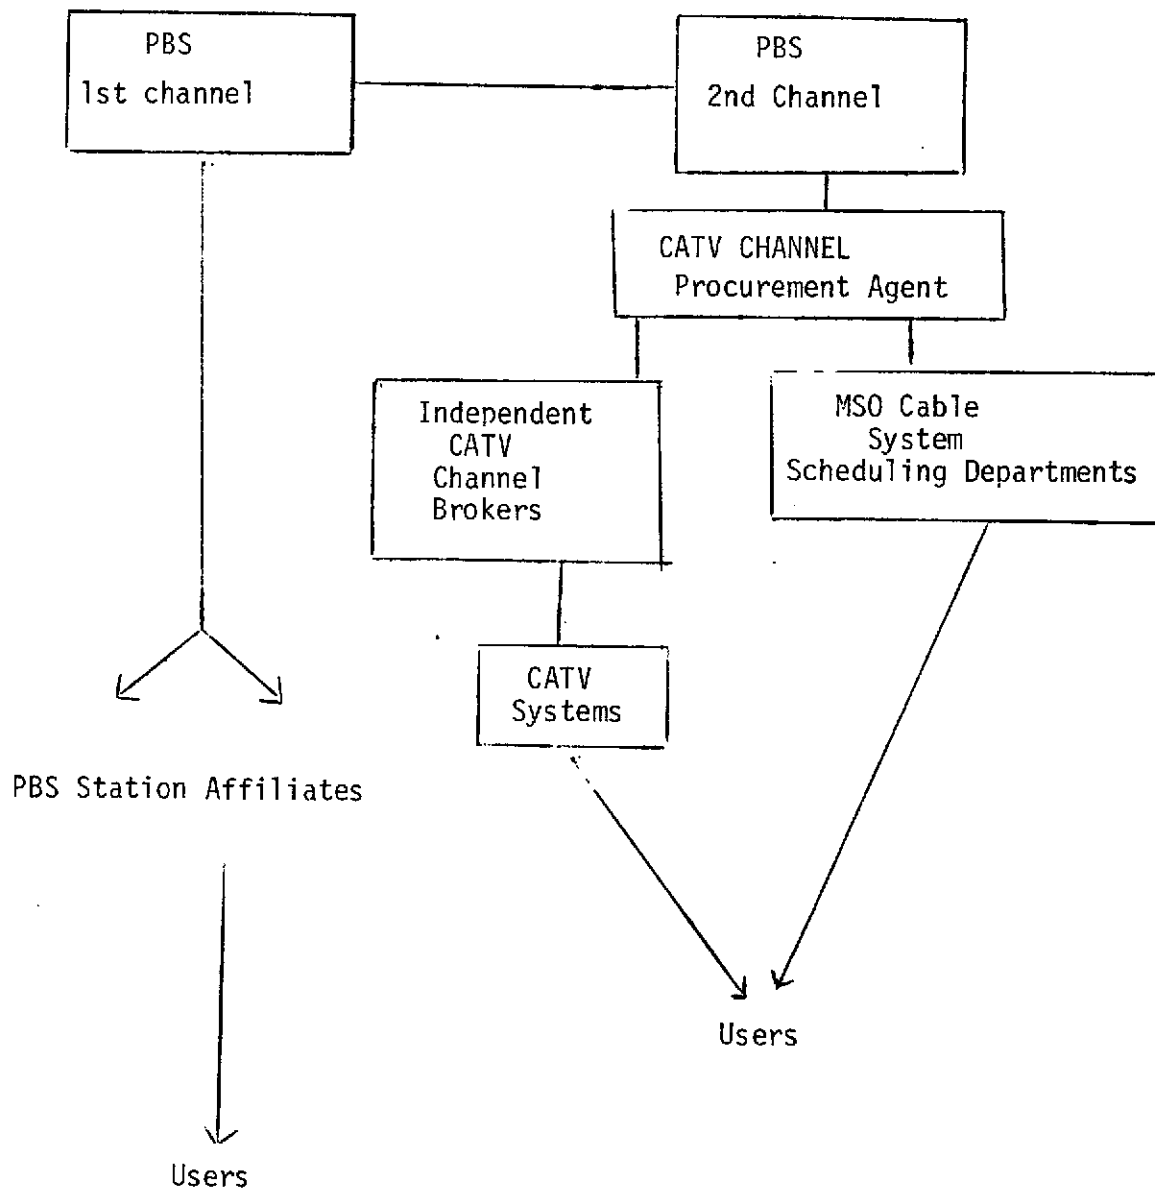 PBS
1st channel
PBS
2nd Channel
CATV CHANNEL
Procurement Agent
Independent
CATV
Channel
Brokers
MSO Cable
System
Scheduling Departments
CATV
Systems
PBS Station Affiliates
Users
Users